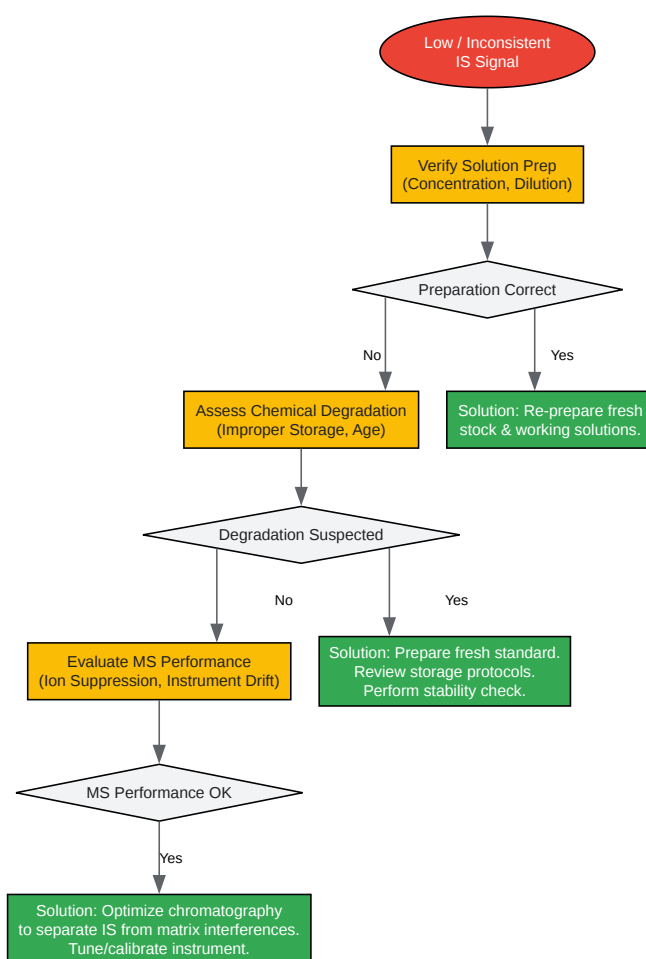 Low / Inconsistent
IS Signal
Verify Solution Prep
(Concentration, Dilution)
Preparation Correct
No
Yes
Assess Chemical Degradation
(Improper Storage, Age)
Solution: Re-prepare fresh
stock & working solutions.
Degradation Suspected
No
Yes
Evaluate MS Performance
(Ion Suppression, Instrument Drift)
Solution: Prepare fresh standard.
Review storage protocols.
Perform stability check.
MS Performance OK
Yes
Solution: Optimize chromatography
to separate IS from matrix interferences.
Tune/calibrate instrument.